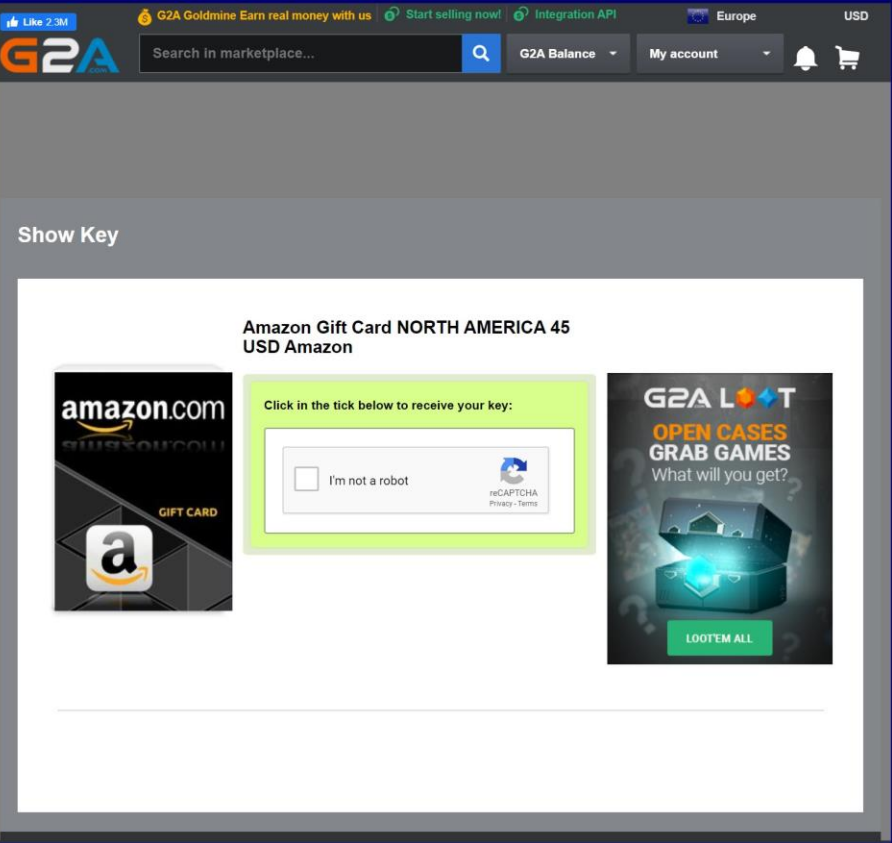 Like 2.3M
G2A Goldmine Earn real money with us
Start selling now!
Integration API
Europe
USD
G2A
.COM
Search in marketplace...
G2A Balance
My account
Show Key
Amazon Gift Card NORTH AMERICA 45
USD Amazon
amazon.com
GIFT CARD
a
Click in the tick below to receive your key:
I'm not a robot
reCAPTCHA
Privacy - Terms
G2A LOOT
OPEN CASES
GRAB GAMES
What will you get?
LOOT'EM ALL